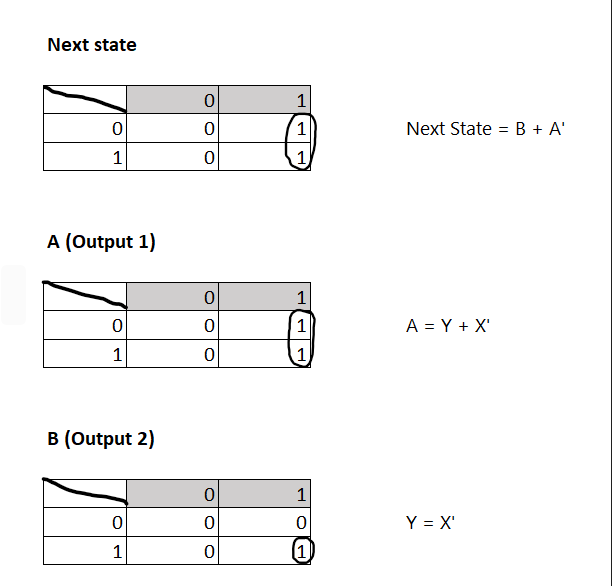 Next state
0 1
0 0 1
1 0 1
Next State = B + A'
A (Output 1)
0 1
0 0 1
1 0 1
A = Y + X'
B (Output 2)
0 1
0 0 0
1 0 1
Y = X'